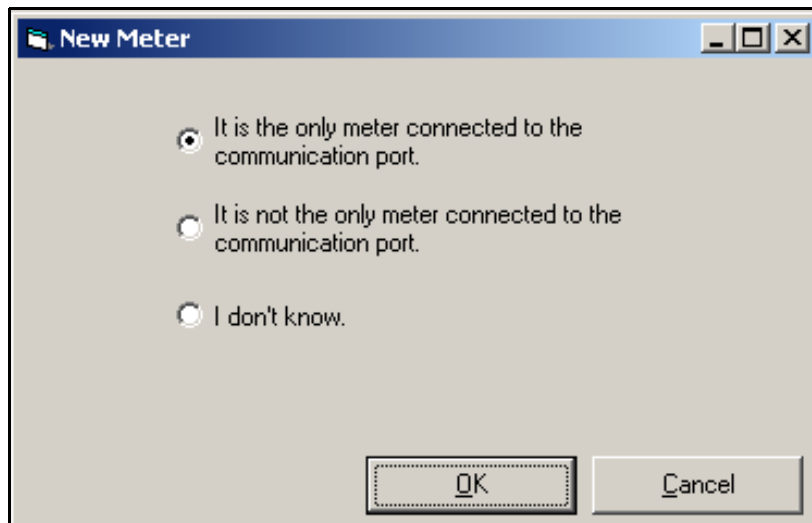 New Meter
It is the only meter connected to the
communication port.
It is not the only meter connected to the
communication port.
I don't know.
OK
Cancel